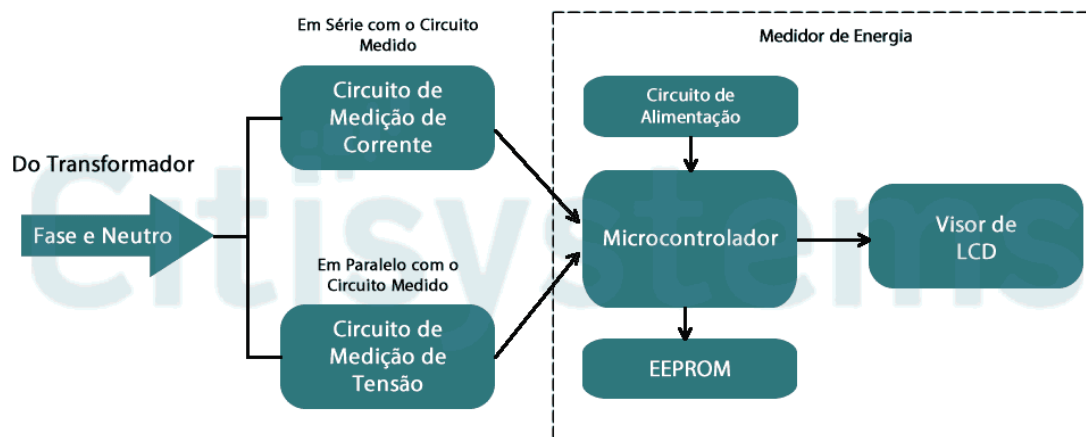 Em Série com o Circuito
Medido
Circuito de
Medição de
Corrente
Do Transformador
Fase e Neutro
Em Paralelo com o
Circuito Medido
Circuito de
Medição de
Tensão
Medidor de Energia
Circuito de
Alimentação
Microcontrolador
EEPROM
Visor de
LCD
Citisystems